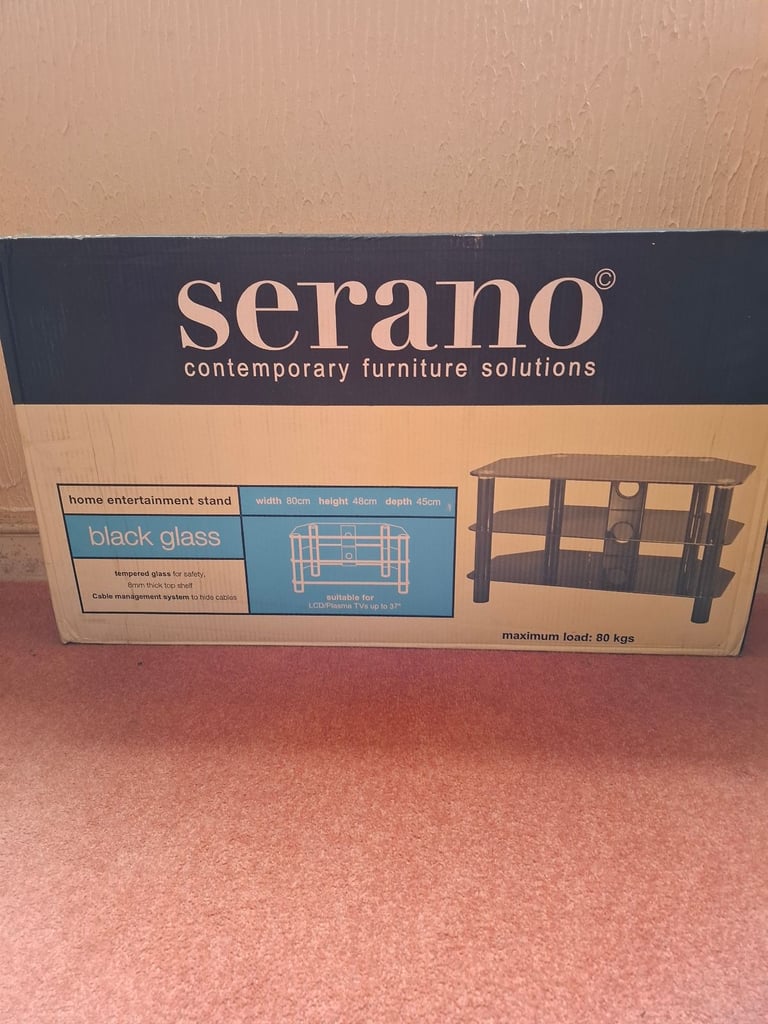 serano©
contemporary furniture solutions
home entertainment stand
width 80cm height 48cm depth 45cm
black glass
tempered glass for safety,
8mm thick top shelf
Cable management system to hide cables
suitable for
LCD/Plasma TVs up to 37"
maximum load: 80 kgs